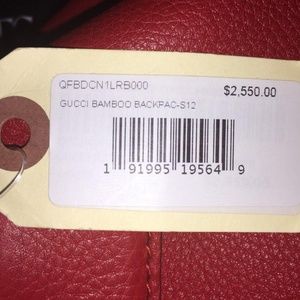 QFBDCN1LRB000
$2,550.00
GUCCI BAMBOO BACKPAC-S12
1 91995 19564 9